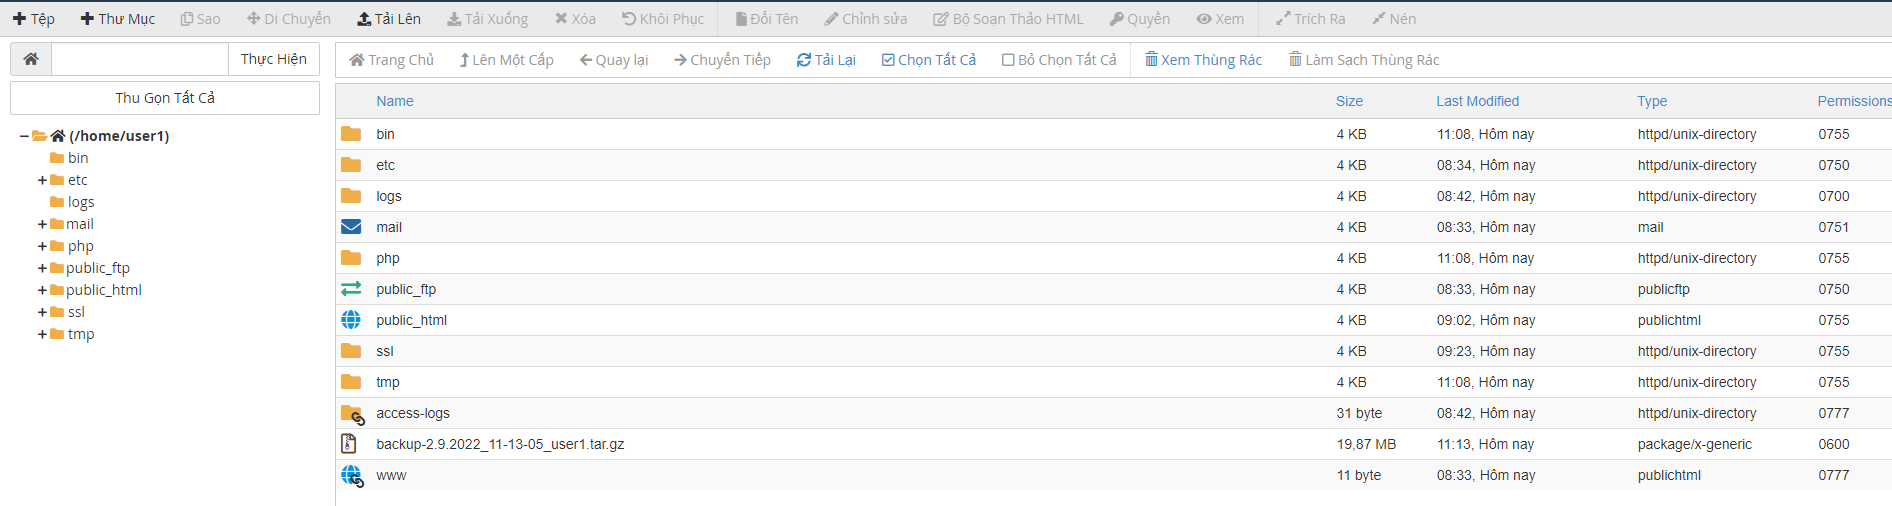 Tệp Thư Mục Sao Di Chuyển Tải Lên Tải Xuống Xóa Khôi Phục Đổi Tên Chỉnh sửa Bộ Soạn Thảo HTML Quyền Xem Trích Ra Nén
Thực Hiện
Trang Chủ Lên Một Cấp Quay lại Chuyển Tiếp Tải Lại Chọn Tất Cả Bỏ Chọn Tất Cả Xem Thùng Rác Làm Sạch Thùng Rác
Thu Gọn Tất Cả
(/home/user1)
bin
etc
logs
mail
php
public_ftp
public_html
ssl
tmp
Name Size Last Modified Type Permissions
bin 4 KB 11:08, Hôm nay httpd/unix-directory 0755
etc 4 KB 08:34, Hôm nay httpd/unix-directory 0750
logs 4 KB 08:42, Hôm nay httpd/unix-directory 0700
mail 4 KB 08:33, Hôm nay mail 0751
php 4 KB 11:08, Hôm nay httpd/unix-directory 0755
public_ftp 4 KB 08:33, Hôm nay publicftp 0750
public_html 4 KB 09:02, Hôm nay publichtml 0755
ssl 4 KB 09:23, Hôm nay httpd/unix-directory 0755
tmp 4 KB 11:08, Hôm nay httpd/unix-directory 0755
access-logs 31 byte 08:42, Hôm nay httpd/unix-directory 0777
backup-2.9.2022_11-13-05_user1.tar.gz 19,87 MB 11:13, Hôm nay package/x-generic 0600
www 11 byte 08:33, Hôm nay publichtml 0777